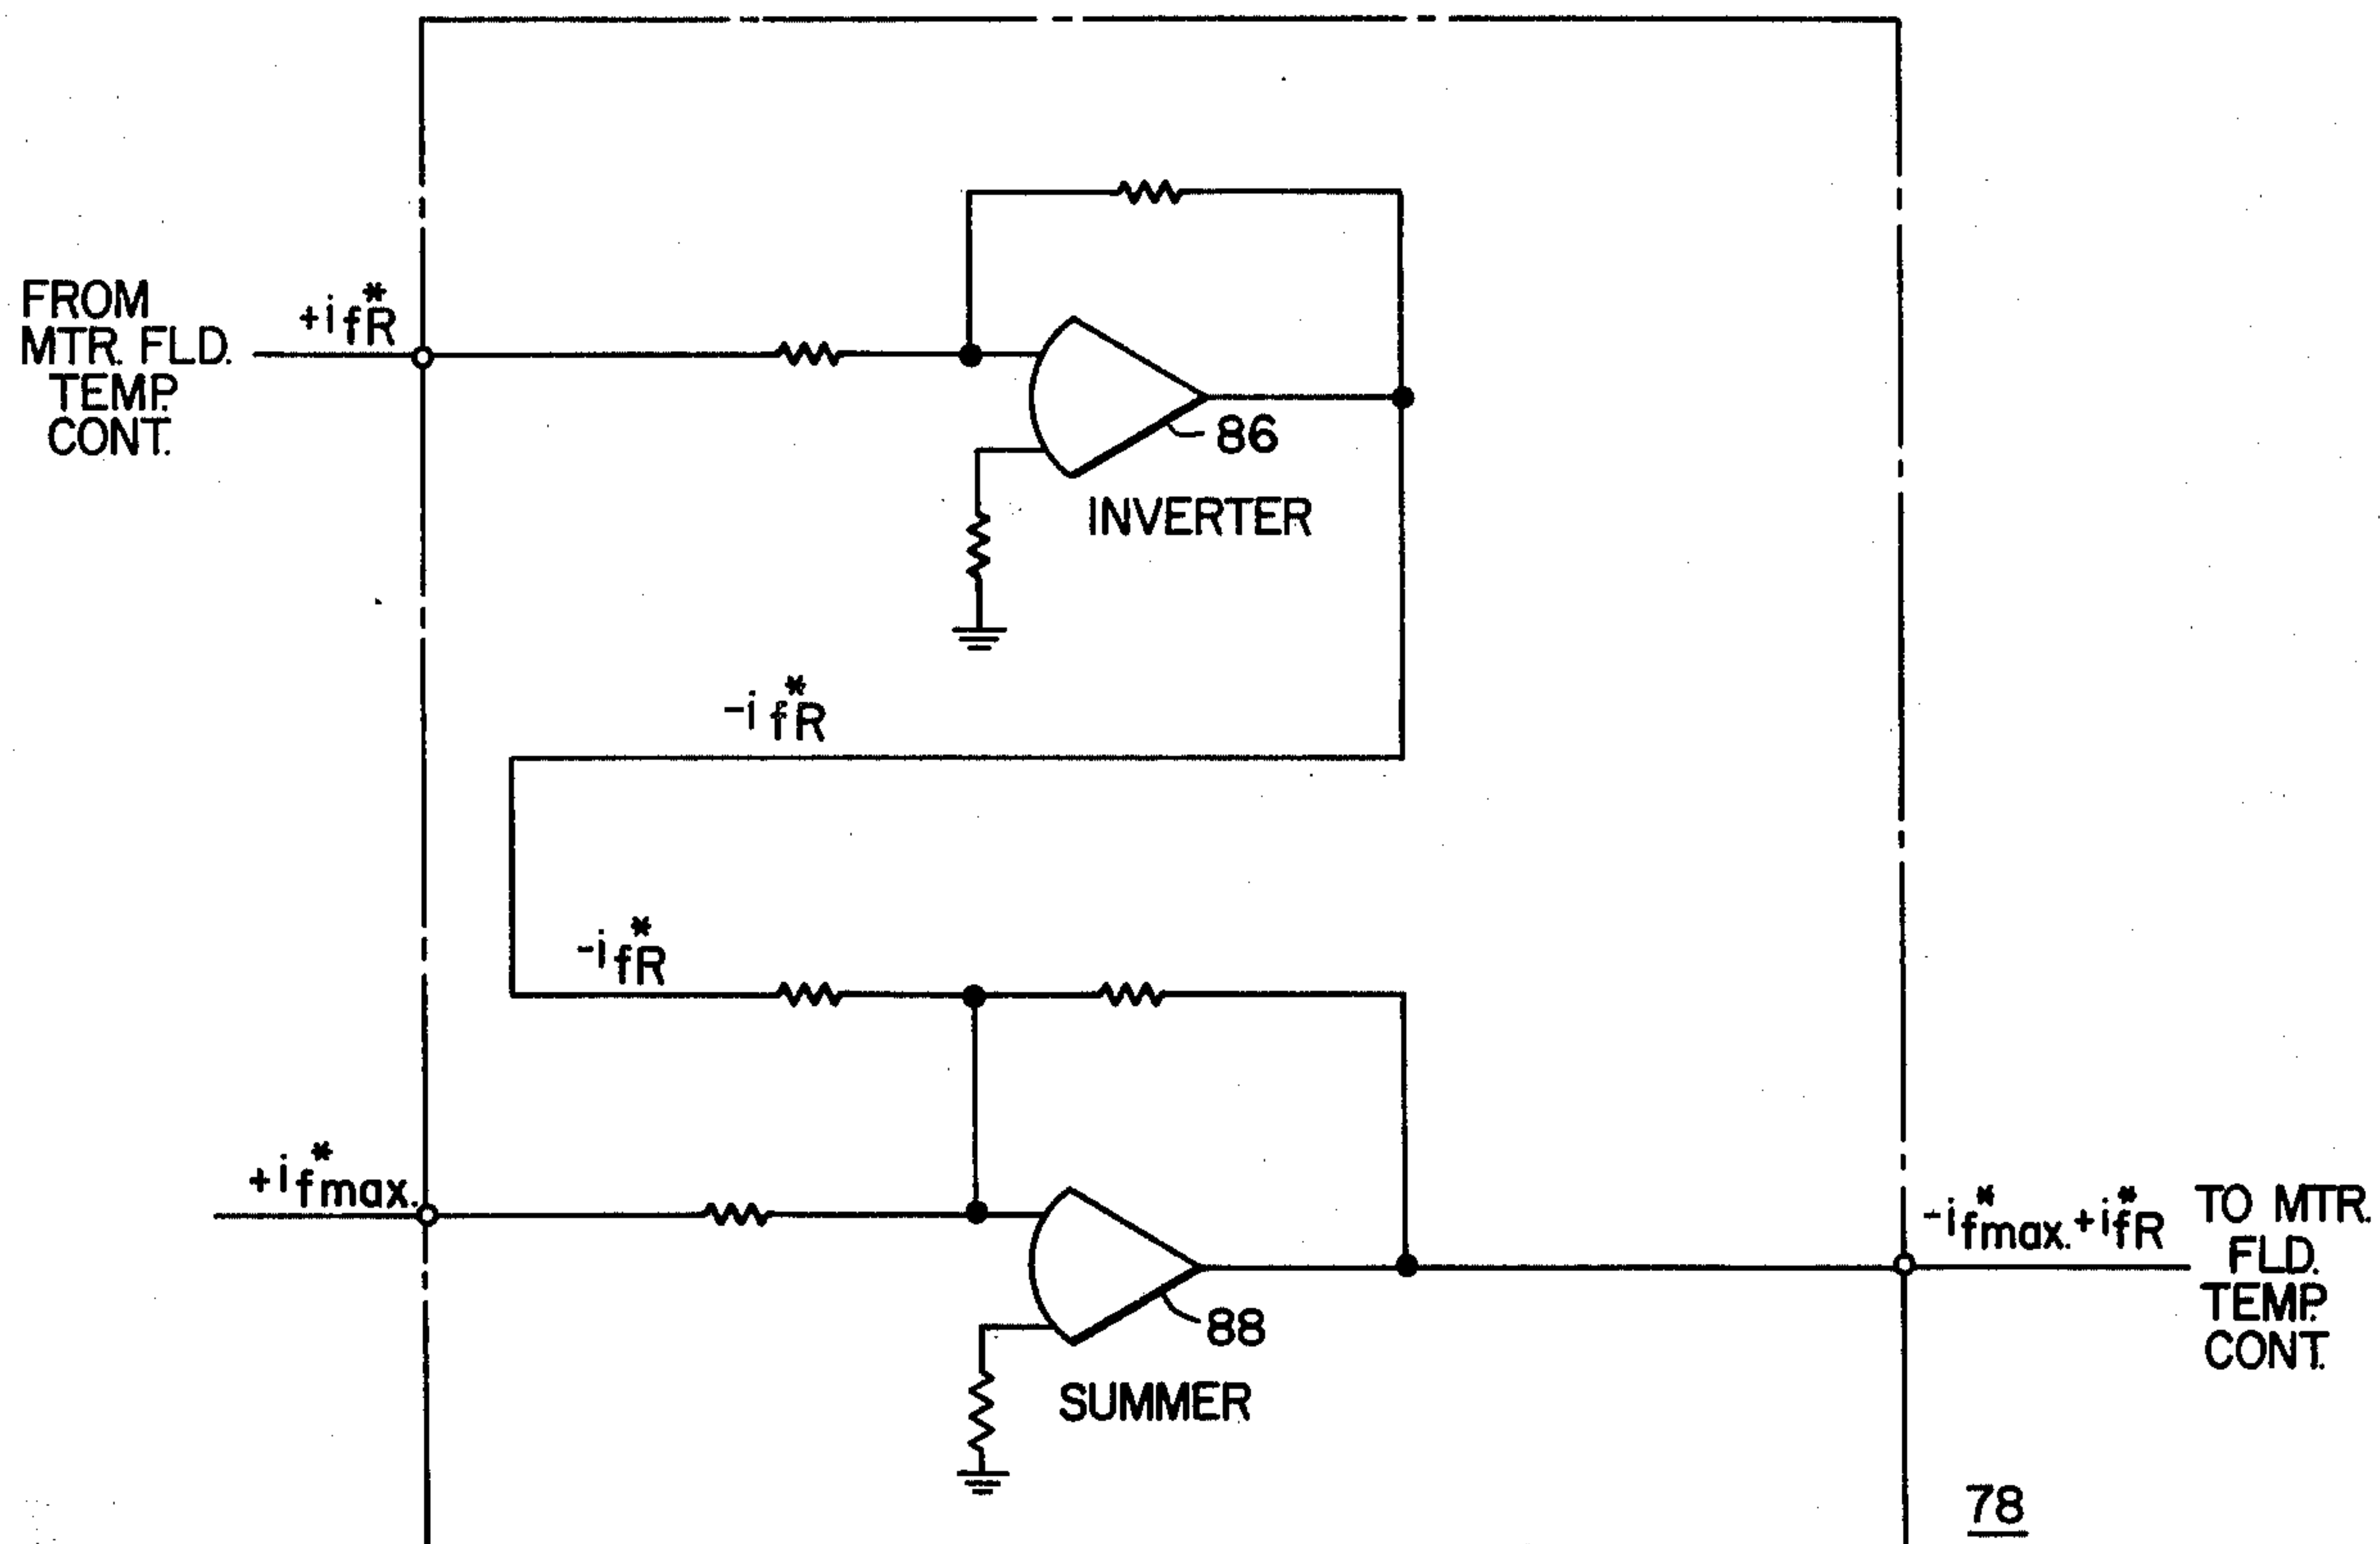 FROM
MTR. FLD.
TEMP.
CONT.
+i*fR
86
INVERTER
-i*fR
-i*fR
+i*fmax.
88
SUMMER
-i*fmax. +i*fR
TO MTR.
FLD.
TEMP.
CONT.
78